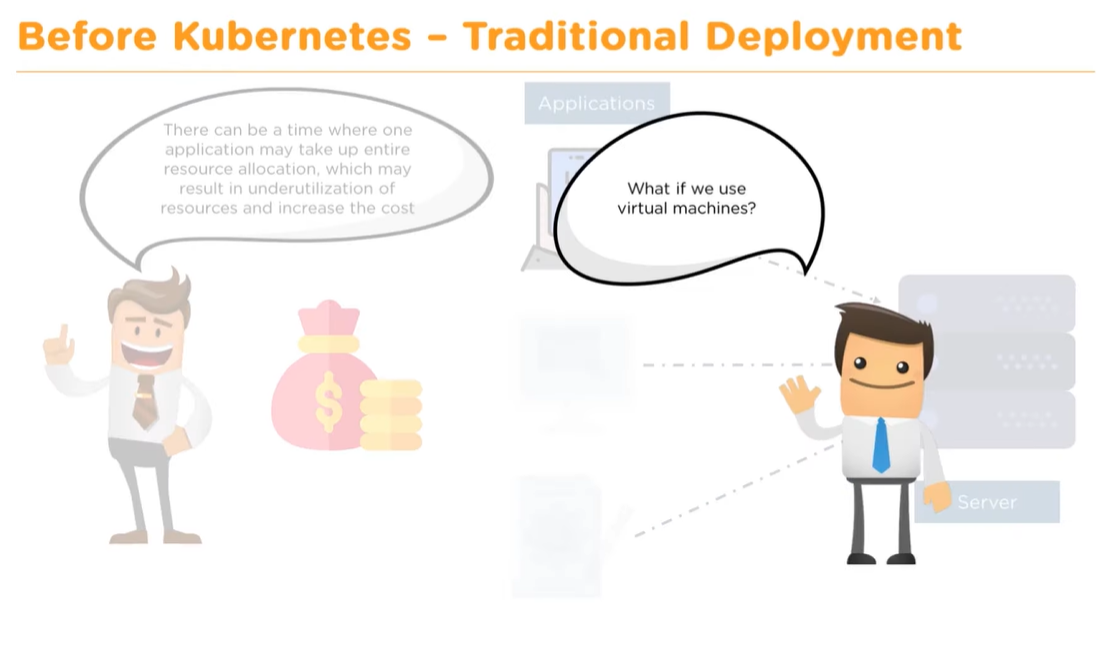 Before Kubernetes – Traditional Deployment
There can be a time where one
application may take up entire
resource allocation, which may
result in underutilization of
resources and increase the cost
Applications
What if we use
virtual machines?
$
Server